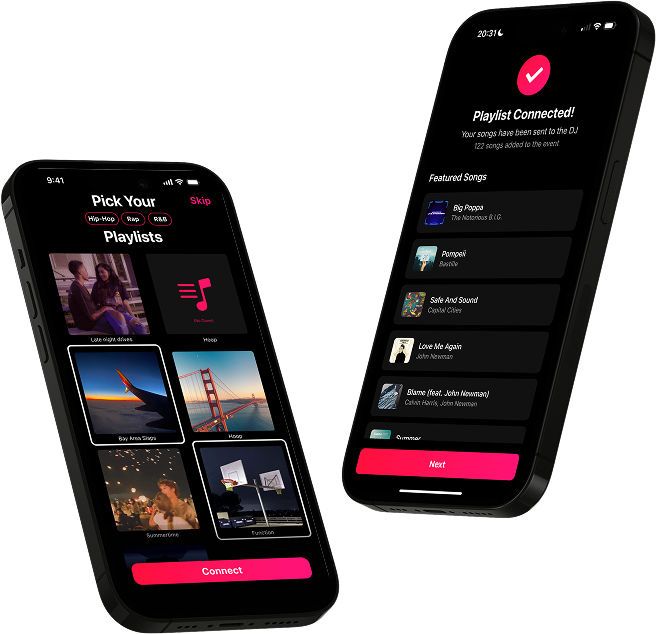 9:41
Pick Your
Skip
Hip-Hop
Rap
R&B
Playlists
Late night drives
Hoop
Bay Area Slaps
Hoop
Summertime
Function
Connect
20:31
Playlist Connected!
Your songs have been sent to the DJ
122 songs added to the event
Featured Songs
Big Poppa
The Notorious B.I.G.
Pompeii
Bastille
Safe And Sound
Capital Cities
Love Me Again
John Newman
Blame (feat. John Newman)
Calvin Harris, John Newman
Summer
Next